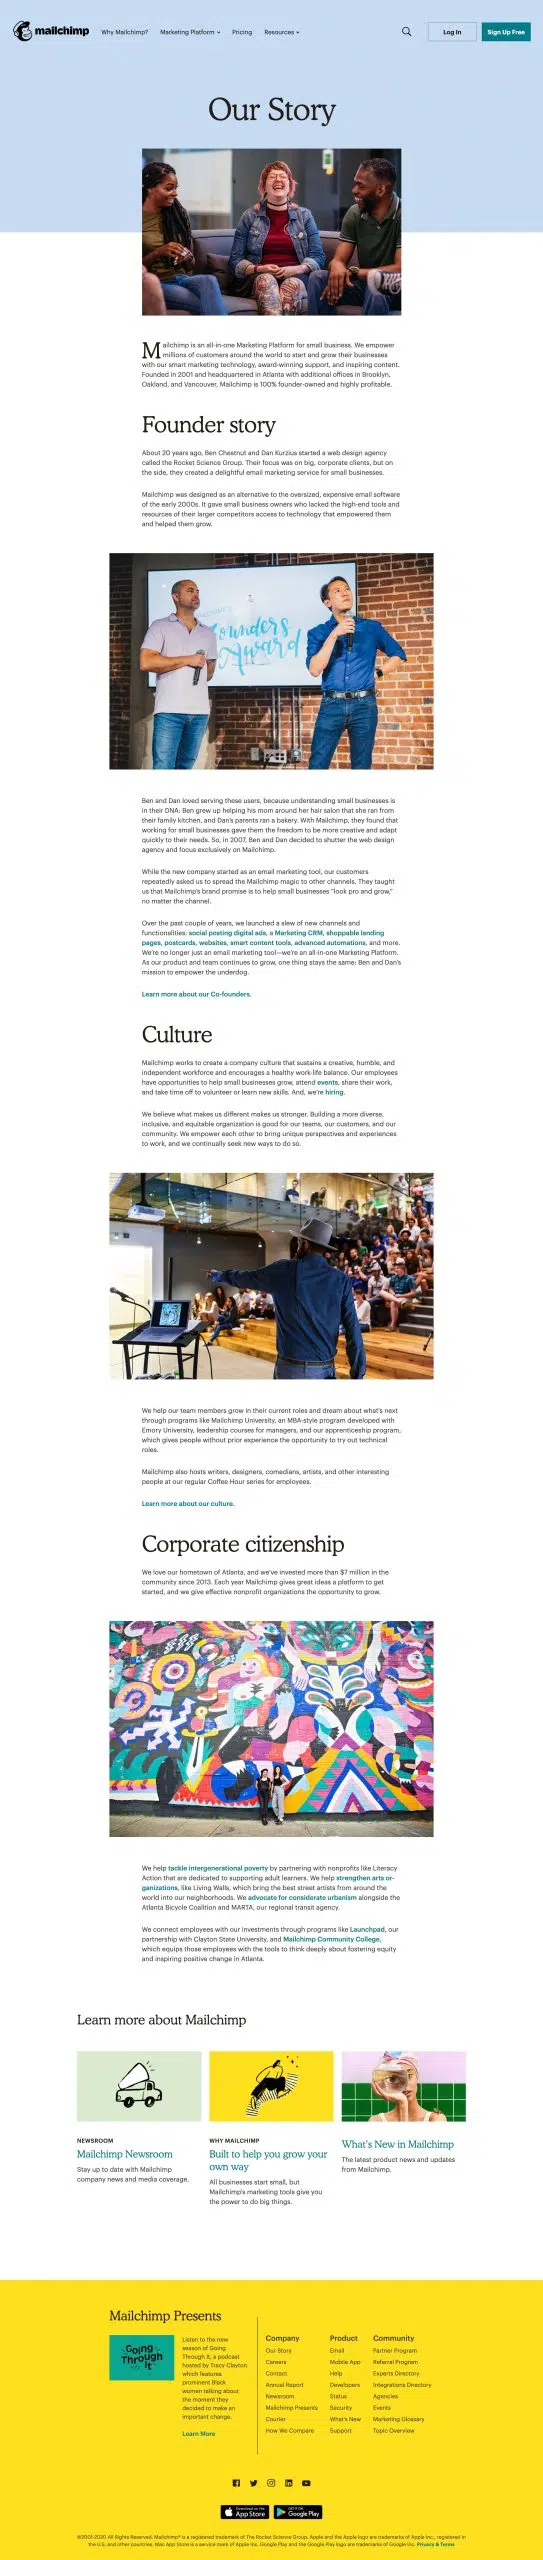 mailchimp Why Mailchimp? Marketing Platform Pricing Resources Log In Sign Up Free
Our Story
Mailchimp is an all-in-one Marketing Platform for small business. We empower
millions of customers around the world to start and grow their businesses
with our smart marketing technology, award-winning support, and inspiring content.
Founded in 2001 and headquartered in Atlanta with additional offices in Brooklyn,
Oakland, and Vancouver, Mailchimp is 100% founder-owned and highly profitable.
Founder story
About 20 years ago, Ben Chestnut and Dan Kurzius started a web design agency
called the Rocket Science Group. Their focus was on big, corporate clients, but on
the side, they created a delightful email marketing service for small businesses.
Mailchimp was designed as an alternative to the oversized, expensive email software
of the early 2000s. It gave small business owners who lacked the high-end tools and
resources of their larger competitors access to technology that empowered them
and helped them grow.
Founders
Award
Ben and Dan loved serving these users, because understanding small businesses is
in their DNA: Ben grew up helping his mom around her hair salon that she ran from
their family kitchen, and Dan's parents ran a bakery. With Mailchimp, they found that
working for small businesses gave them the freedom to be more creative and adapt
quickly to their needs. So, in 2007, Ben and Dan decided to shutter the web design
agency and focus exclusively on Mailchimp.
While the new company started as an email marketing tool, our customers
repeatedly asked us to spread the Mailchimp magic to other channels. They taught
us that Mailchimp's brand promise is to help small businesses "look pro and grow,"
no matter the channel.
Over the past couple of years, we launched a slew of new channels and
functionalities: social posting digital ads, a Marketing CRM, shoppable landing
pages, postcards, websites, smart content tools, advanced automations, and more.
We're no longer just an email marketing tool—we're an all-in-one Marketing Platform.
As our product and team continues to grow, one thing stays the same: Ben and Dan's
mission to empower the underdog.
Learn more about our Co-founders.
Culture
Mailchimp works to create a company culture that sustains a creative, humble, and
independent workforce and encourages a healthy work-life balance. Our employees
have opportunities to help small businesses grow, attend events, share their work,
and take time off to volunteer or learn new skills. And, we're hiring.
We believe what makes us different makes us stronger. Building a more diverse,
inclusive, and equitable organization is good for our teams, our customers, and our
community. We empower each other to bring unique perspectives and experiences
to work, and we continually seek new ways to do so.
We help our team members grow in their current roles and dream about what's next
through programs like Mailchimp University, an MBA-style program developed with
Emory University, leadership courses for managers, and our apprenticeship program,
which gives people without prior experience the opportunity to try out technical
roles.
Mailchimp also hosts writers, designers, comedians, artists, and other interesting
people at our regular Coffee Hour series for employees.
Learn more about our culture.
Corporate citizenship
We love our hometown of Atlanta, and we've invested more than $7 million in the
community since 2013. Each year Mailchimp gives great ideas a platform to get
started, and we give effective nonprofit organizations the opportunity to grow.
We help tackle intergenerational poverty by partnering with nonprofits like Literacy
Action that are dedicated to supporting adult learners. We help strengthen arts or-
ganizations, like Living Walls, which bring the best street artists from around the
world into our neighborhoods. We advocate for considerate urbanism alongside the
Atlanta Bicycle Coalition and MARTA, our regional transit agency.
We connect employees with our investments through programs like Launchpad, our
partnership with Clayton State University, and Mailchimp Community College,
which equips those employees with the tools to think deeply about fostering equity
and inspiring positive change in Atlanta.
Learn more about Mailchimp
NEWSROOM
Mailchimp Newsroom
Stay up to date with Mailchimp
company news and media coverage.
WHY MAILCHIMP
Built to help you grow your
own way
All businesses start small, but
Mailchimp's marketing tools give you
the power to do big things.
What's New in Mailchimp
The latest product news and updates
from Mailchimp.
Mailchimp Presents
Going
Through
It
Listen to the new
season of Going
Through It, a podcast
hosted by Tracy Clayton
which features
prominent Black
women talking about
the moment they
decided to make an
important change.
Learn More
Company
Our Story
Careers
Contact
Annual Report
Newsroom
Mailchimp Presents
Courier
How We Compare
Product
Email
Mobile App
Help
Developers
Status
Security
What's New
Support
Community
Partner Program
Referral Program
Experts Directory
Integrations Directory
Agencies
Events
Marketing Glossary
Topic Overview
Download on the
App Store
GET IT ON
Google Play
©2001-2020 All Rights Reserved. Mailchimp® is a registered trademark of The Rocket Science Group. Apple and the Apple logo are trademarks of Apple Inc., registered in
the U.S. and other countries. Mac App Store is a service mark of Apple Inc. Google Play and the Google Play logo are trademarks of Google Inc. Privacy & Terms